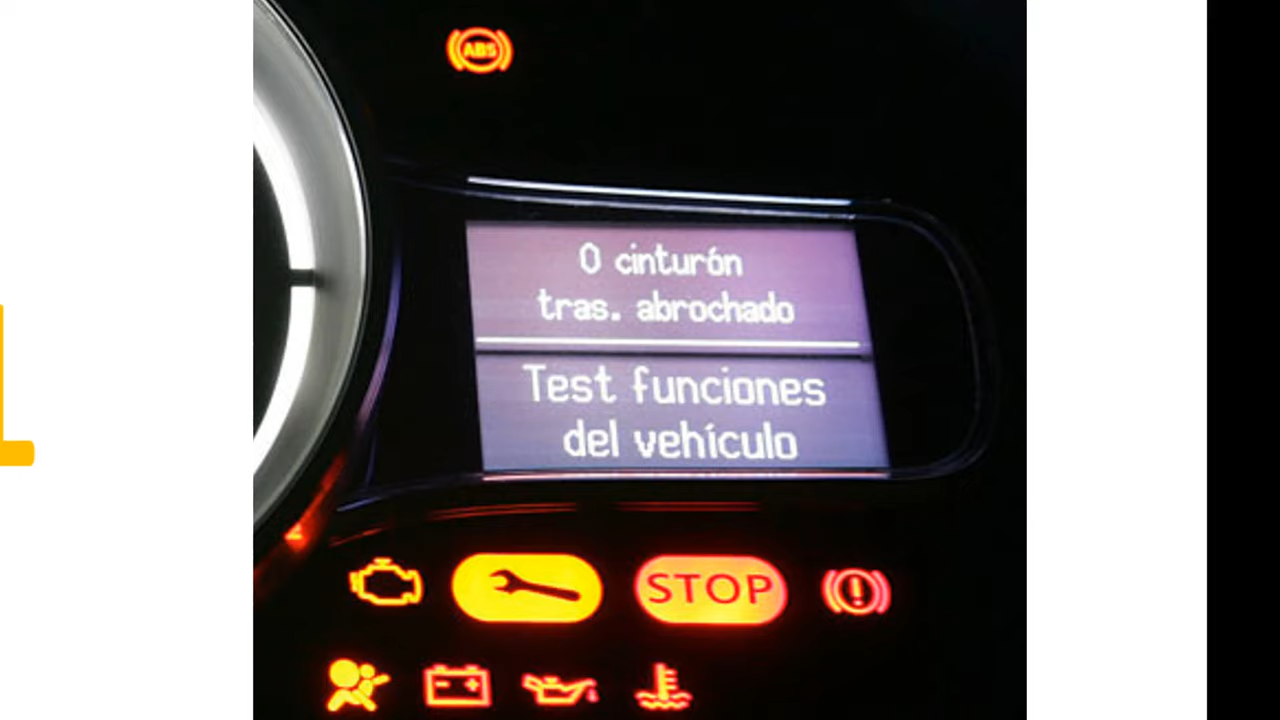 ABS
0 cinturón
tras. abrochado
Test funciones
del vehículo
STOP